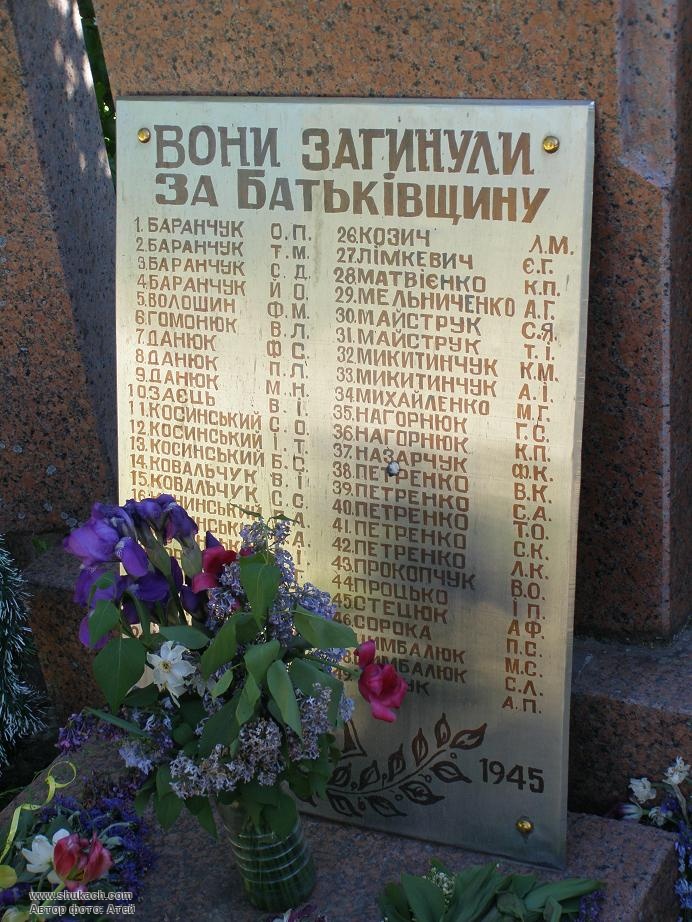 ВОНИ ЗАГИНУЛИ
ЗА БАТЬКІВЩИНУ
1. БАРАНЧУК О.П.
2. БАРАНЧУК Т.М
3. БАРАНЧУК С.Д
4. БАРАНЧУК Й О.
5. ВОЛОШИН Ф.М
6 ГОМОНЮК В.Л
7. ДАНЮК Ф С.
8 ДАНЮК П.Л
9. ДАНЮК М.Н.
10 ЗАЄЦЬ В.І
11. КОСИНСЬКИЙ С О
12. КОСИНСЬКИЙ І. Т
13. КОСИНСЬКИЙ Б.С.
14. КОВАЛЬЧУК В І.
15. КОВАЛЬЧУК С.С
26. КОЗИЧ Л.М.
27. ЛІМКЕВИЧ Є.Г.
28 МАТВІЄНКО К.П
29. МЕЛЬНИЧЕНКО А.Г.
30. МАЙСТРУК С.Я.
31. МАЙСТРУК Т.І.
32 МИКИТИНЧУК К.М.
33. МИКИТИНЧУК А.І
34 МИХАЙЛЕНКО М.Г.
35. НАГОРНЮК Г.С.
36. НАГОРНЮК К.П
37. НАЗАРЧУК Ф.К.
38 ПЕТРЕНКО В.К
39. ПЕТРЕНКО С.А.
40. ПЕТРЕНКО Т.О.
41. ПЕТРЕНКО С.К.
42. ПЕТРЕНКО Л.К
43. ПРОКОПЧУК В.О.
44 ПРОЦЬКО І П.
45 СТЕЦЮК А.Ф.
46 СОРОКА П.С.
ЦИМБАЛЮК М.С.
ЦИМБАЛЮК С.Л
А.П.
1945
www.shukach.com
Автор фото: Атей